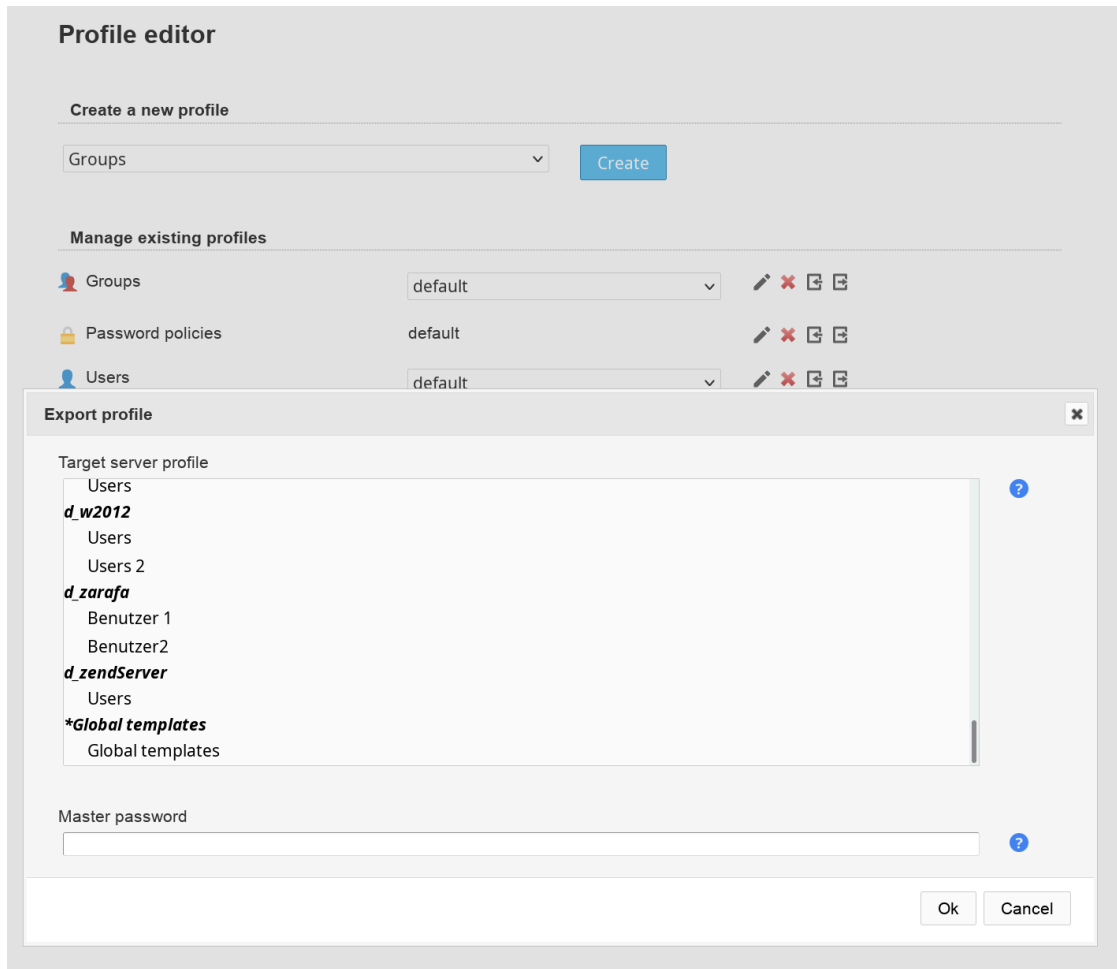 Profile editor
Create a new profile
Groups
Create
Manage existing profiles
Groups default
Password policies default
Users default
Export profile
Target server profile
Users
d_w2012
Users
Users 2
d_zarafa
Benutzer 1
Benutzer2
d_zendServer
Users
*Global templates
Global templates
Master password
Ok Cancel